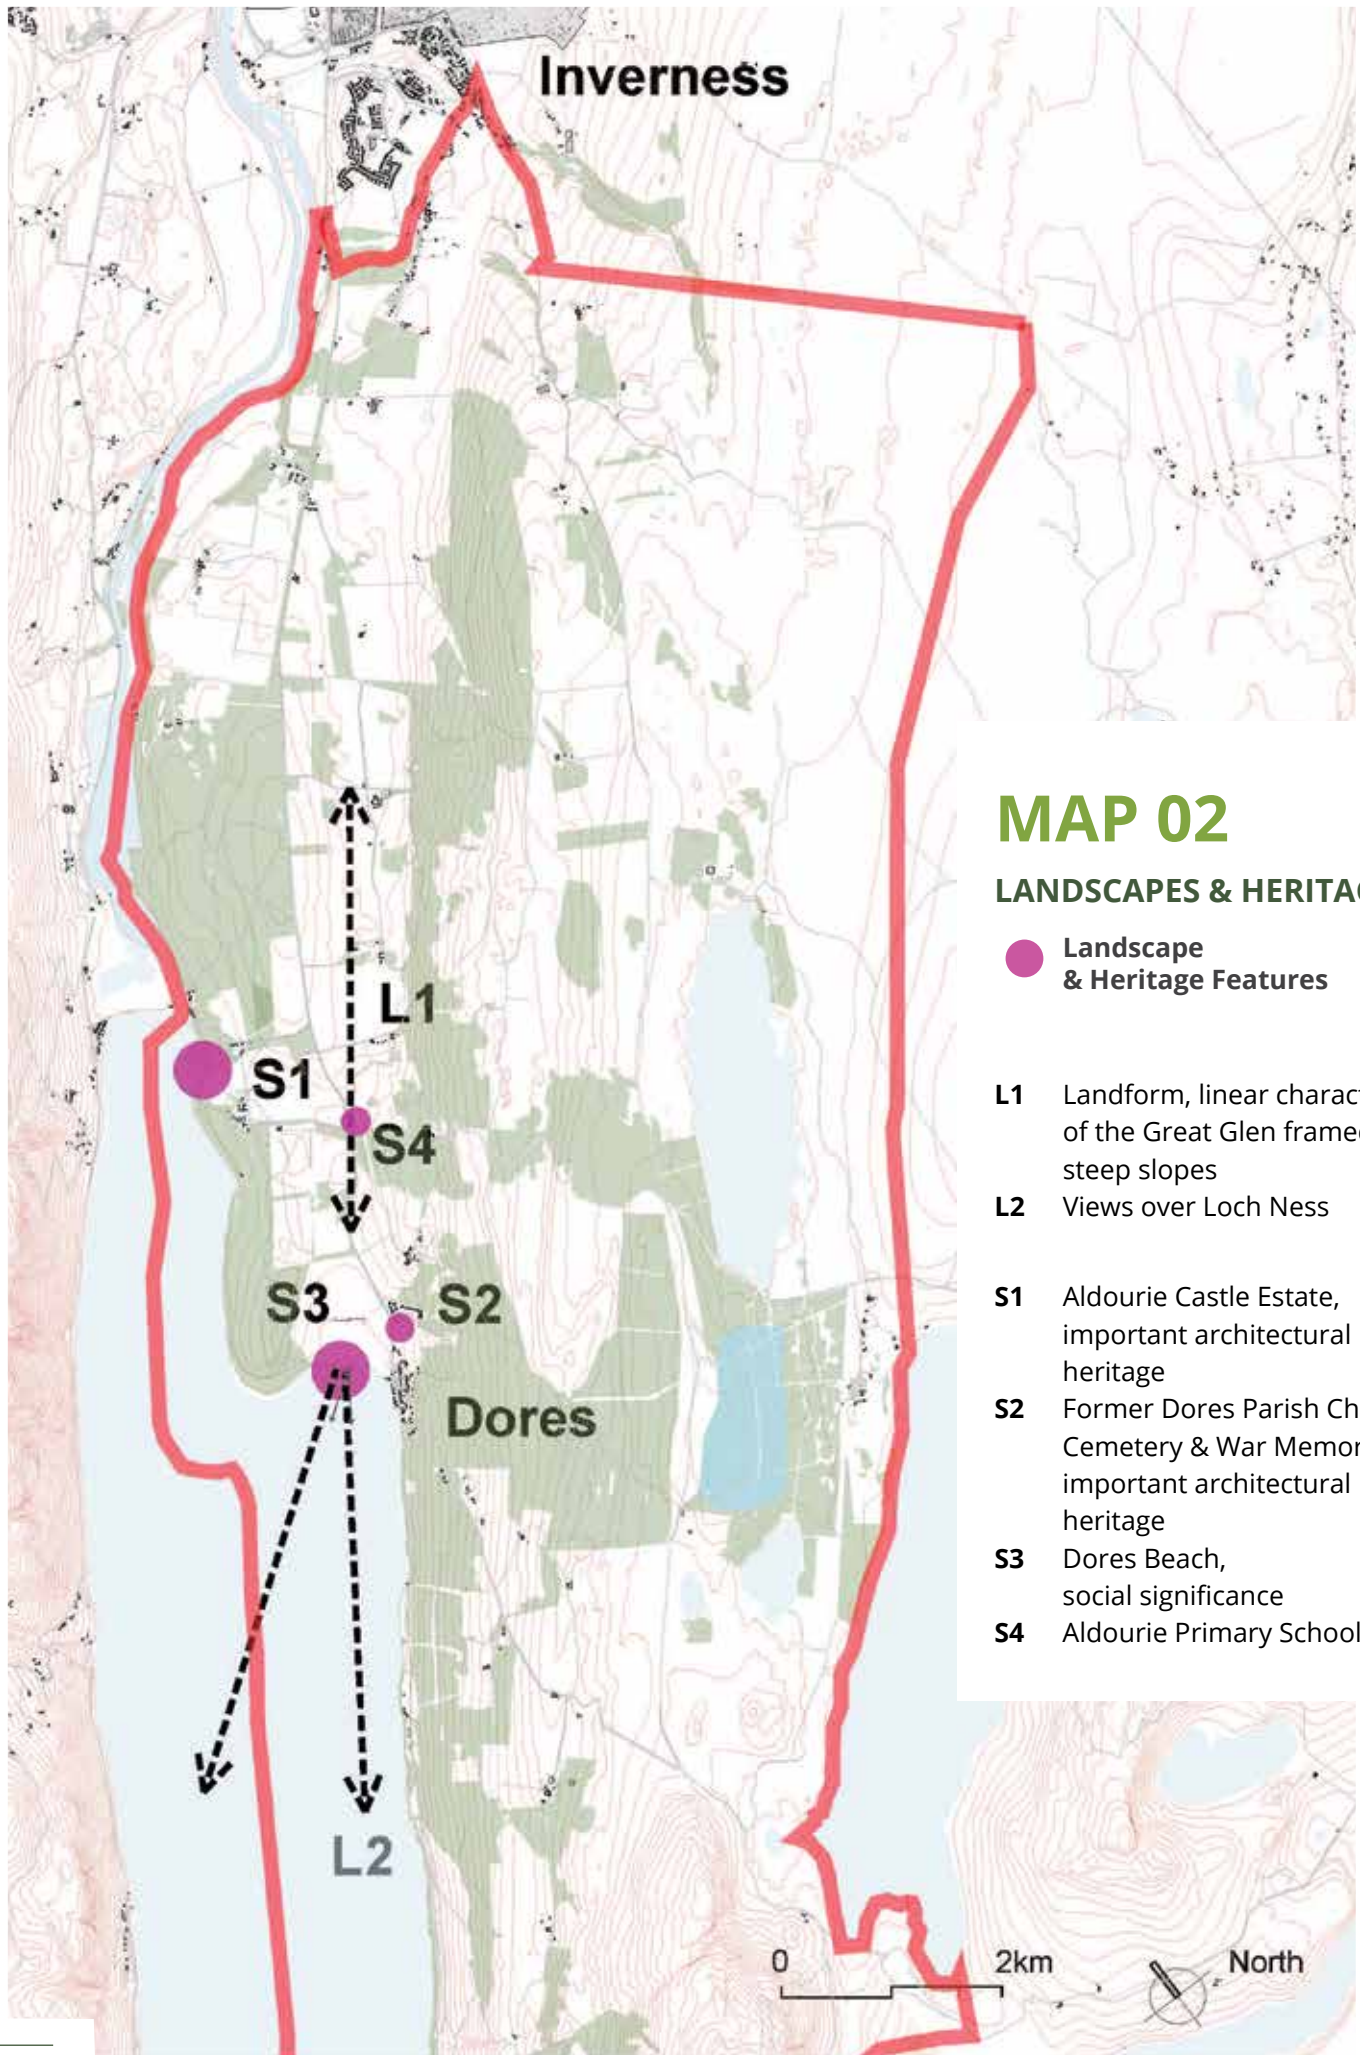 Inverness
MAP 02
LANDSCAPES & HERITAG
Landscape
& Heritage Features
L1
L1 Landform, linear charact
of the Great Glen frame
steep slopes
L2 Views over Loch Ness
S1
S4
S1 Aldourie Castle Estate,
important architectural
heritage
S3
S2
S2 Former Dores Parish Ch
Cemetery & War Memor
important architectural
heritage
Dores
S3 Dores Beach,
social significance
S4 Aldourie Primary School
L2
0 2km North